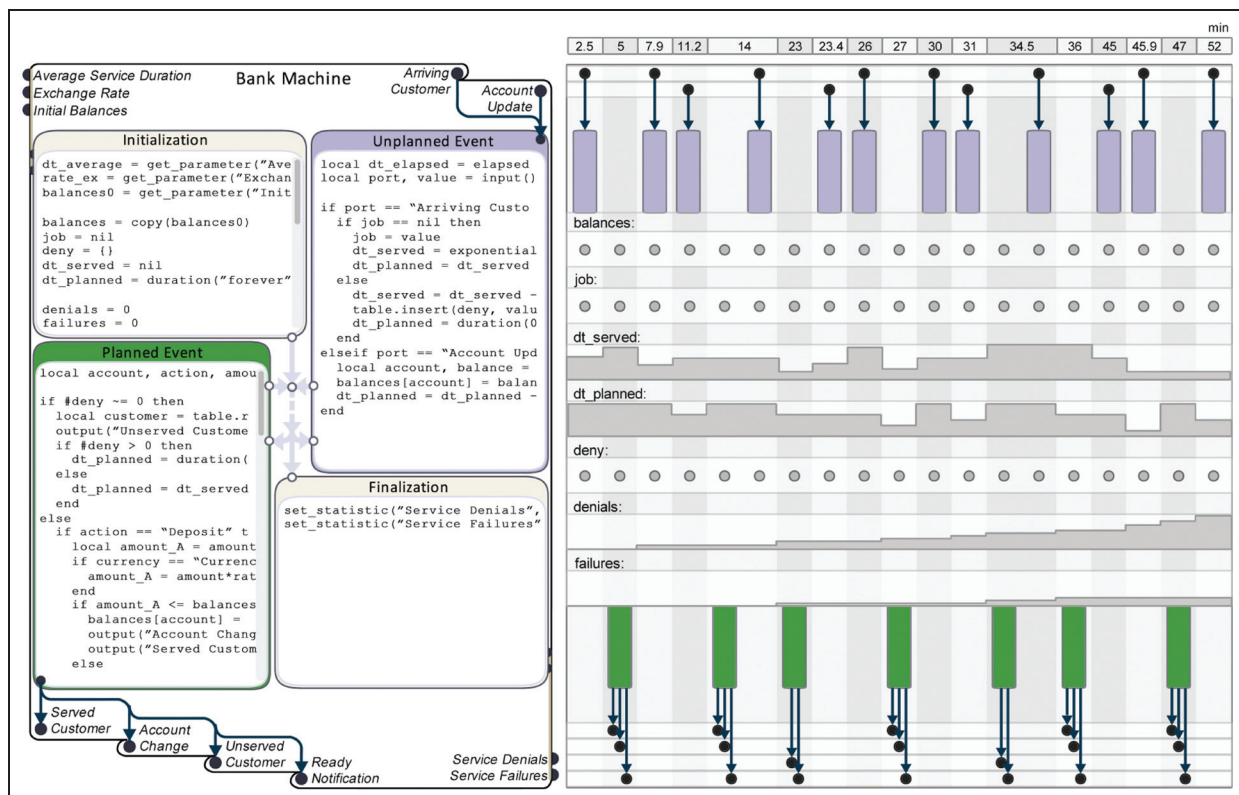 min
2.5 5 7.9 11.2 14 23 23.4 26 27 30 31 34.5 36 45 45.9 47 52
Average Service Duration
Exchange Rate
Initial Balances
Bank Machine
Arriving
Customer
Account
Update
Initialization
dt_average = get_parameter("Ave
rate_ex = get_parameter("Exchan
balances0 = get_parameter("Init
balances = copy(balances0)
job = nil
deny = {}
dt_served = nil
dt_planned = duration("forever"
denials = 0
failures = 0
Unplanned Event
local dt_elapsed = elapsed
local port, value = input()
if port == "Arriving Custo
if job == nil then
job = value
dt_served = exponential
dt_planned = dt_served
else
dt_served = dt_served -
table.insert(deny, valu
dt_planned = duration(0
end
elseif port == "Account Upd
local account, balance =
balances[account] = balan
dt_planned = dt_planned -
end
Planned Event
local account, action, amou
if #deny ~= 0 then
local customer = table.r
output("Unserved Custome
if #deny > 0 then
dt_planned = duration(
else
dt_planned = dt_served
end
else
if action == "Deposit" t
local amount_A = amount
if currency == "Currenc
amount_A = amount*rat
end
if amount_A <= balances
balances[account] =
output("Account Chang
output("Served Custom
else
Finalization
set_statistic("Service Denials",
set_statistic("Service Failures"
Served
Customer
Account
Change
Unserved
Customer
Ready
Notification
Service Denials
Service Failures
balances:
job:
dt_served:
dt_planned:
deny:
denials:
failures: